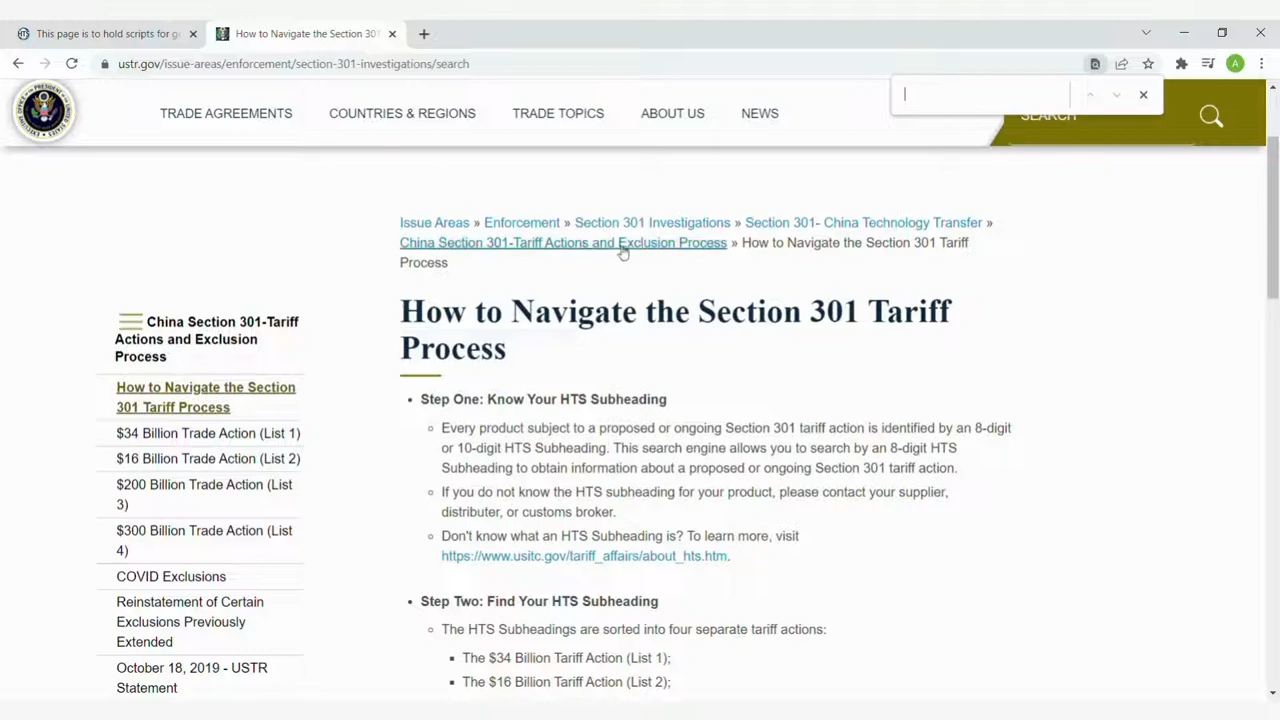 This page is to hold scripts for g
How to Navigate the Section 301
ustr.gov/issue-areas/enforcement/section-301-investigations/search
A
TRADE AGREEMENTS COUNTRIES & REGIONS TRADE TOPICS ABOUT US NEWS
SEARCH
Issue Areas » Enforcement » Section 301 Investigations » Section 301- China Technology Transfer »
China Section 301-Tariff Actions and Exclusion Process » How to Navigate the Section 301 Tariff
Process
How to Navigate the Section 301 Tariff
Process
China Section 301-Tariff
Actions and Exclusion
Process
How to Navigate the Section
301 Tariff Process
$34 Billion Trade Action (List 1)
$16 Billion Trade Action (List 2)
$200 Billion Trade Action (List
3)
$300 Billion Trade Action (List
4)
COVID Exclusions
Reinstatement of Certain
Exclusions Previously
Extended
October 18, 2019 - USTR
Statement
• Step One: Know Your HTS Subheading
Every product subject to a proposed or ongoing Section 301 tariff action is identified by an 8-digit
or 10-digit HTS Subheading. This search engine allows you to search by an 8-digit HTS
Subheading to obtain information about a proposed or ongoing Section 301 tariff action.
If you do not know the HTS subheading for your product, please contact your supplier,
distributer, or customs broker.
Don't know what an HTS Subheading is? To learn more, visit
https://www.usitc.gov/tariff_affairs/about_hts.htm.
• Step Two: Find Your HTS Subheading
The HTS Subheadings are sorted into four separate tariff actions:
The $34 Billion Tariff Action (List 1);
The $16 Billion Tariff Action (List 2);